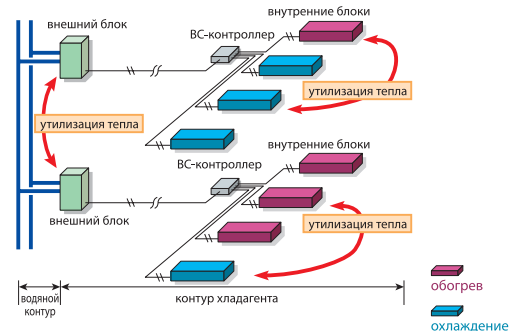 внутренние блоки
внешний блок
BC-контроллер
утилизация тепла
утилизация тепла
внутренние блоки
BC-контроллер
внешний блок
утилизация тепла
обогрев
водяной
контур
контур хладагента
охлаждение